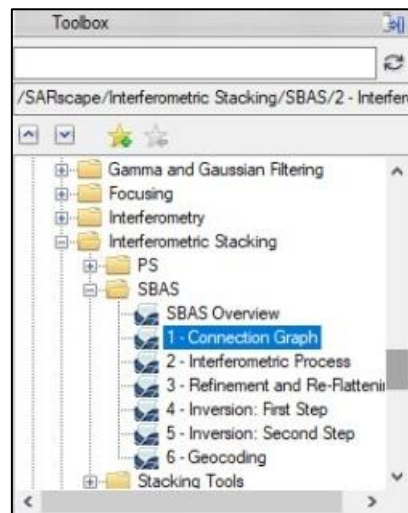 Toolbox
/SARscape/Interferometric Stacking/SBAS/2 - Interfer
Gamma and Gaussian Filtering
Focusing
Interferometry
Interferometric Stacking
PS
SBAS
SBAS Overview
1 - Connection Graph
2 - Interferometric Process
3 - Refinement and Re-Flattenin
4 - Inversion: First Step
5 - Inversion: Second Step
6 - Geocoding
Stacking Tools